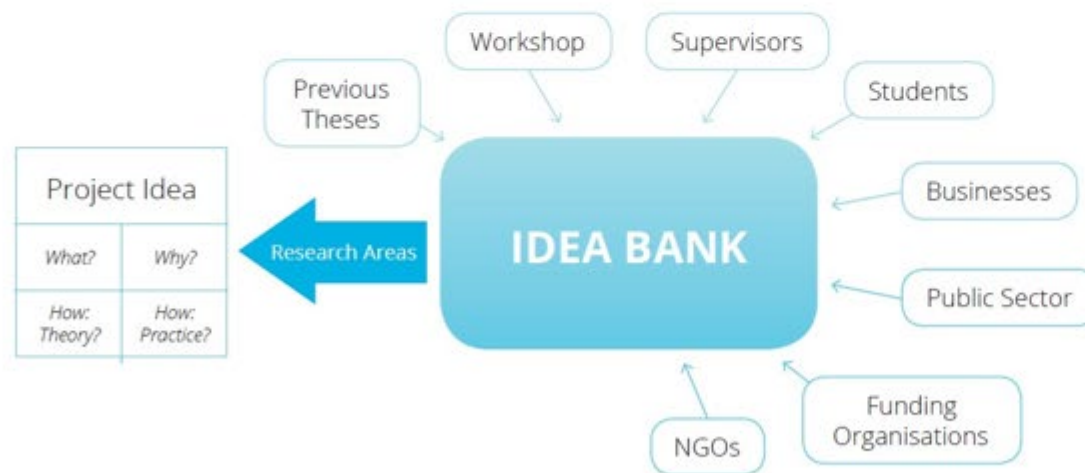 Workshop
Supervisors
Previous
Theses
Students
Project Idea
What?
Why?
How:
Theory?
How:
Practice?
Research Areas
IDEA BANK
Businesses
Public Sector
Funding
Organisations
NGOs